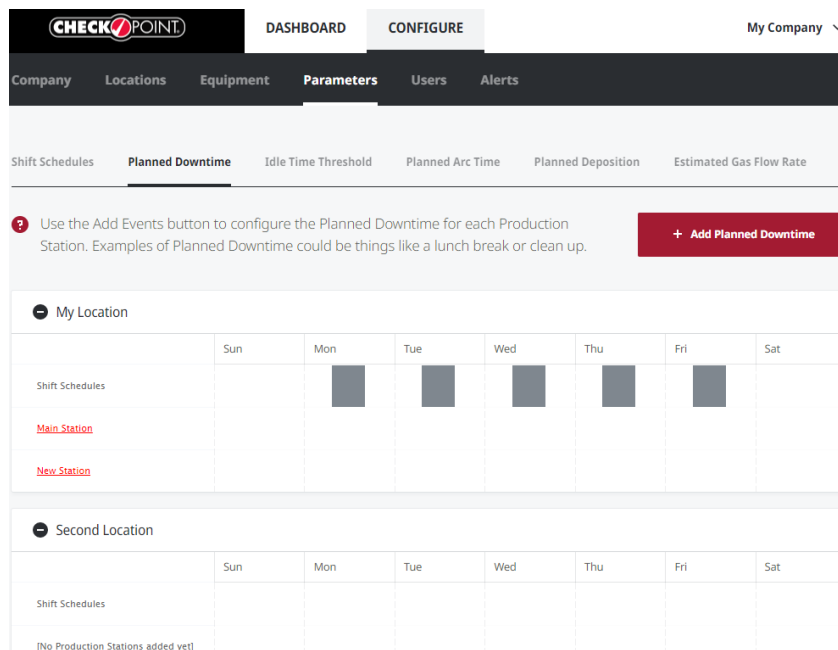 CHECK POINT.
DASHBOARD CONFIGURE My Company
Company Locations Equipment Parameters Users Alerts
Shift Schedules Planned Downtime Idle Time Threshold Planned Arc Time Planned Deposition Estimated Gas Flow Rate
? Use the Add Events button to configure the Planned Downtime for each Production
Station. Examples of Planned Downtime could be things like a lunch break or clean up.
+ Add Planned Downtime
My Location
Sun Mon Tue Wed Thu Fri Sat
Shift Schedules
Main Station
New Station
Second Location
Sun Mon Tue Wed Thu Fri Sat
Shift Schedules
[No Production Stations added yet]